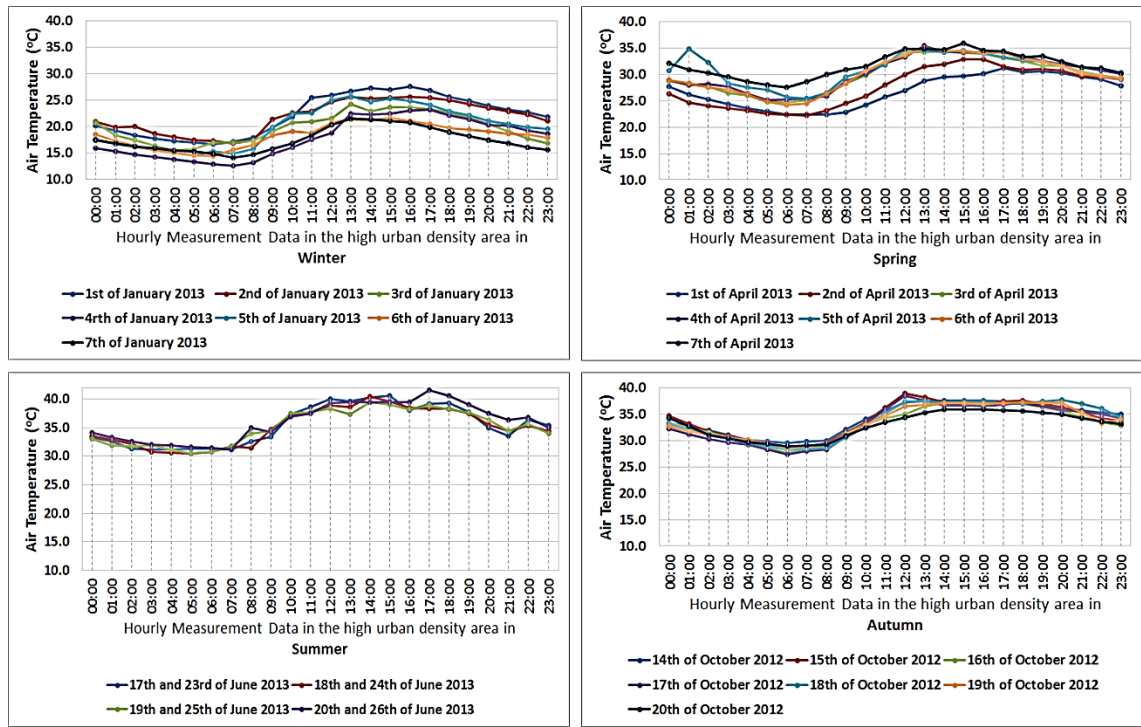 40.0
35.0
30.0
25.0
20.0
15.0
10.0
Air Temperature (ºC)
00:00 01:00 02:00 03:00 04:00 05:00 06:00 07:00 08:00 09:00 10:00 11:00 12:00 13:00 14:00 15:00 16:00 17:00 18:00 19:00 20:00 21:00 22:00 23:00
Hourly Measurement Data in the high urban density area in
Winter
1st of January 2013 2nd of January 2013 3rd of January 2013
4rth of January 2013 5th of January 2013 6th of January 2013
7th of January 2013
40.0
35.0
30.0
25.0
20.0
15.0
10.0
Air Temperature (ºC)
00:00 01:00 02:00 03:00 04:00 05:00 06:00 07:00 08:00 09:00 10:00 11:00 12:00 13:00 14:00 15:00 16:00 17:00 18:00 19:00 20:00 21:00 22:00 23:00
Hourly Measurement Data in the high urban density area in
Spring
1st of April 2013 2nd of April 2013 3rd of April 2013
4th of April 2013 5th of April 2013 6th of April 2013
7th of April 2013
40.0
35.0
30.0
25.0
20.0
15.0
10.0
Air Temperature (ºC)
00:00 01:00 02:00 03:00 04:00 05:00 06:00 07:00 08:00 09:00 10:00 11:00 12:00 13:00 14:00 15:00 16:00 17:00 18:00 19:00 20:00 21:00 22:00 23:00
Hourly Measurement Data in the high urban density area in
Summer
17th and 23rd of June 2013 18th and 24th of June 2013
19th and 25th of June 2013 20th and 26th of June 2013
40.0
35.0
30.0
25.0
20.0
15.0
10.0
Air Temperature (ºC)
00:00 01:00 02:00 03:00 04:00 05:00 06:00 07:00 08:00 09:00 10:00 11:00 12:00 13:00 14:00 15:00 16:00 17:00 18:00 19:00 20:00 21:00 22:00 23:00
Hourly Measurement Data in the high urban density area in
Autumn
14th of October 2012 15th of October 2012 16th of October 2012
17th of October 2012 18th of October 2012 19th of October 2012
20th of October 2012